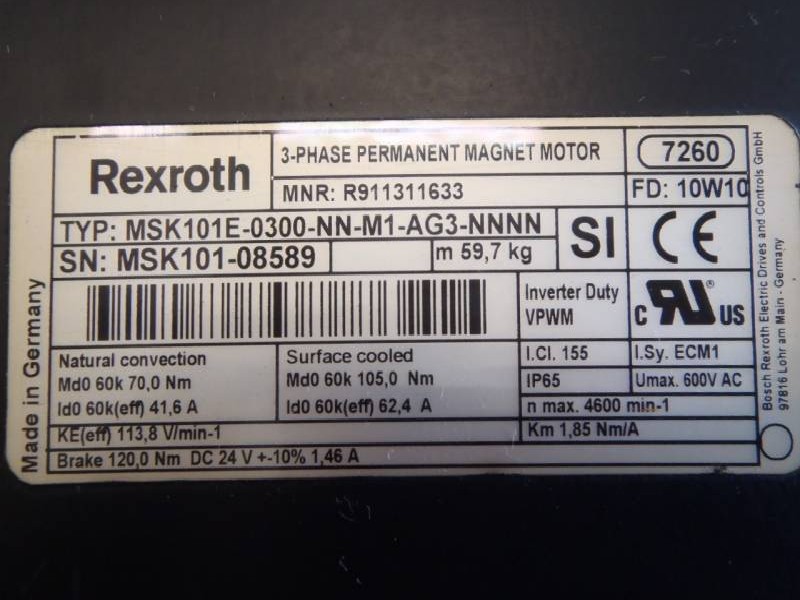 Rexroth
3-PHASE PERMANENT MAGNET MOTOR
7260
MNR: R911311633
FD: 10W10
TYP: MSK101E-0300-NN-M1-AG3-NNNN
SI
CE
SN: MSK101-08589
m 59,7 kg
Inverter Duty
VPWM
C RU® US
Natural convection
Md0 60k 70,0 Nm
Id0 60k(eff) 41,6 A
Surface cooled
Md0 60k 105,0 Nm
Id0 60k(eff) 62,4 A
I.Cl. 155
I.Sy. ECM1
IP65
Umax. 600V AC
n max. 4600 min-1
KE(eff) 113,8 V/min-1
Km 1,85 Nm/A
Brake 120,0 Nm DC 24 V +-10% 1,46 A
Made in Germany
Bosch Rexroth Electric Drives and Controls GmbH
97816 Lohr am Main - Germany